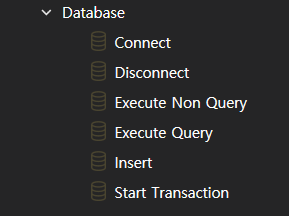 Database
Connect
Disconnect
Execute Non Query
Execute Query
Insert
Start Transaction